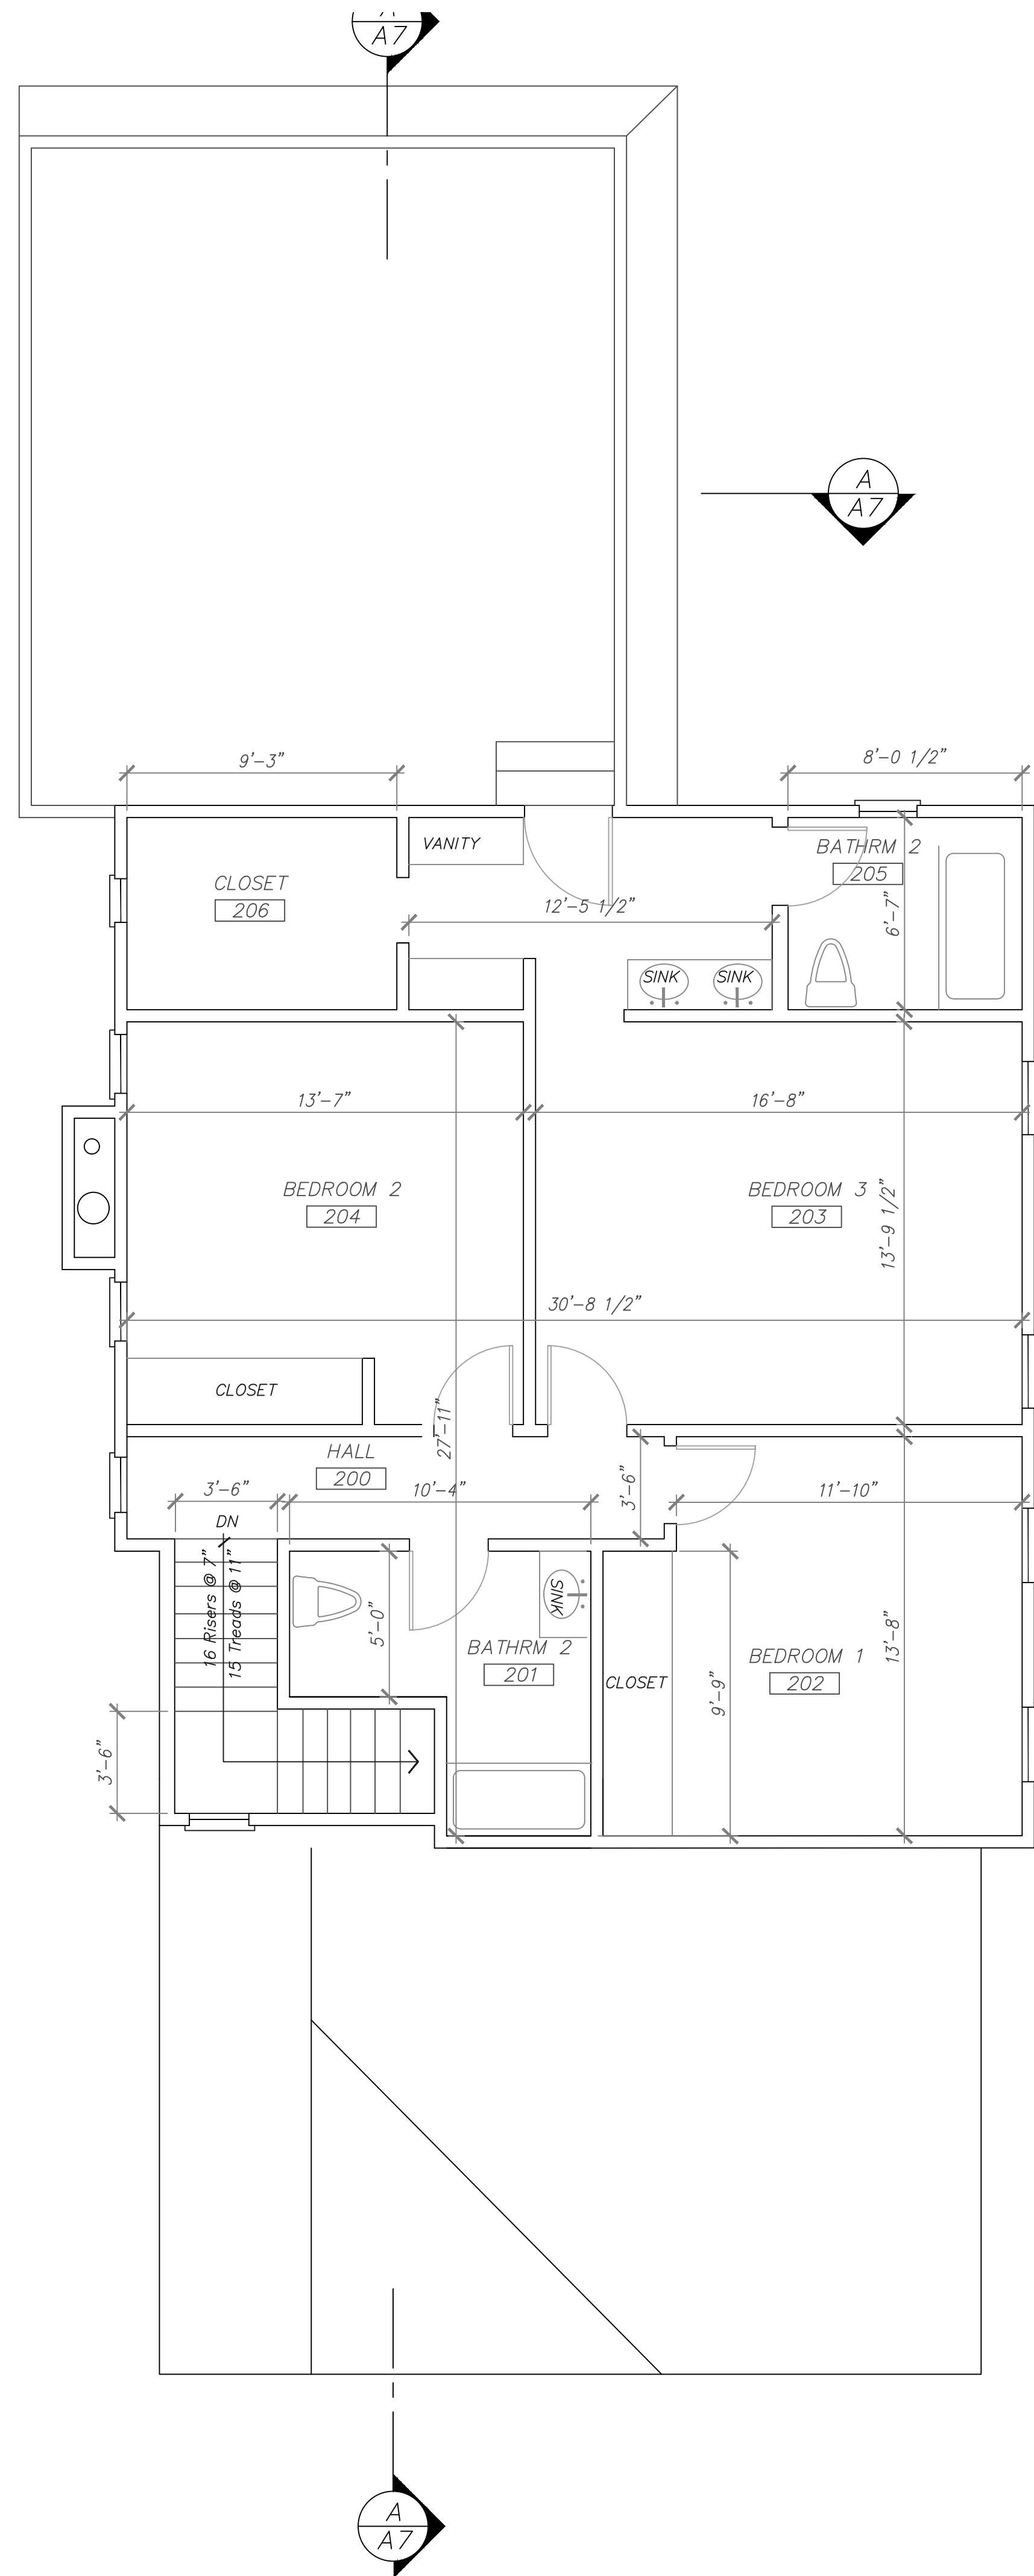 A
A7
A
A7
9'-3"
8'-0 1/2"
VANITY
BATHRM 2
205
CLOSET
206
12'-5 1/2"
6'-7"
SINK
SINK
13'-7"
16'-8"
BEDROOM 2
204
BEDROOM 3
203
13'-9 1/2"
30'-8 1/2"
CLOSET
27'-11"
HALL
200
3'-6"
10'-4"
3'-6"
11'-10"
DN
16 Risers @ 7"
15 Treads @ 11"
SINK
5'-0"
BATHRM 2
201
CLOSET
BEDROOM 1
202
13'-8"
9'-9"
3'-6"
A
A7